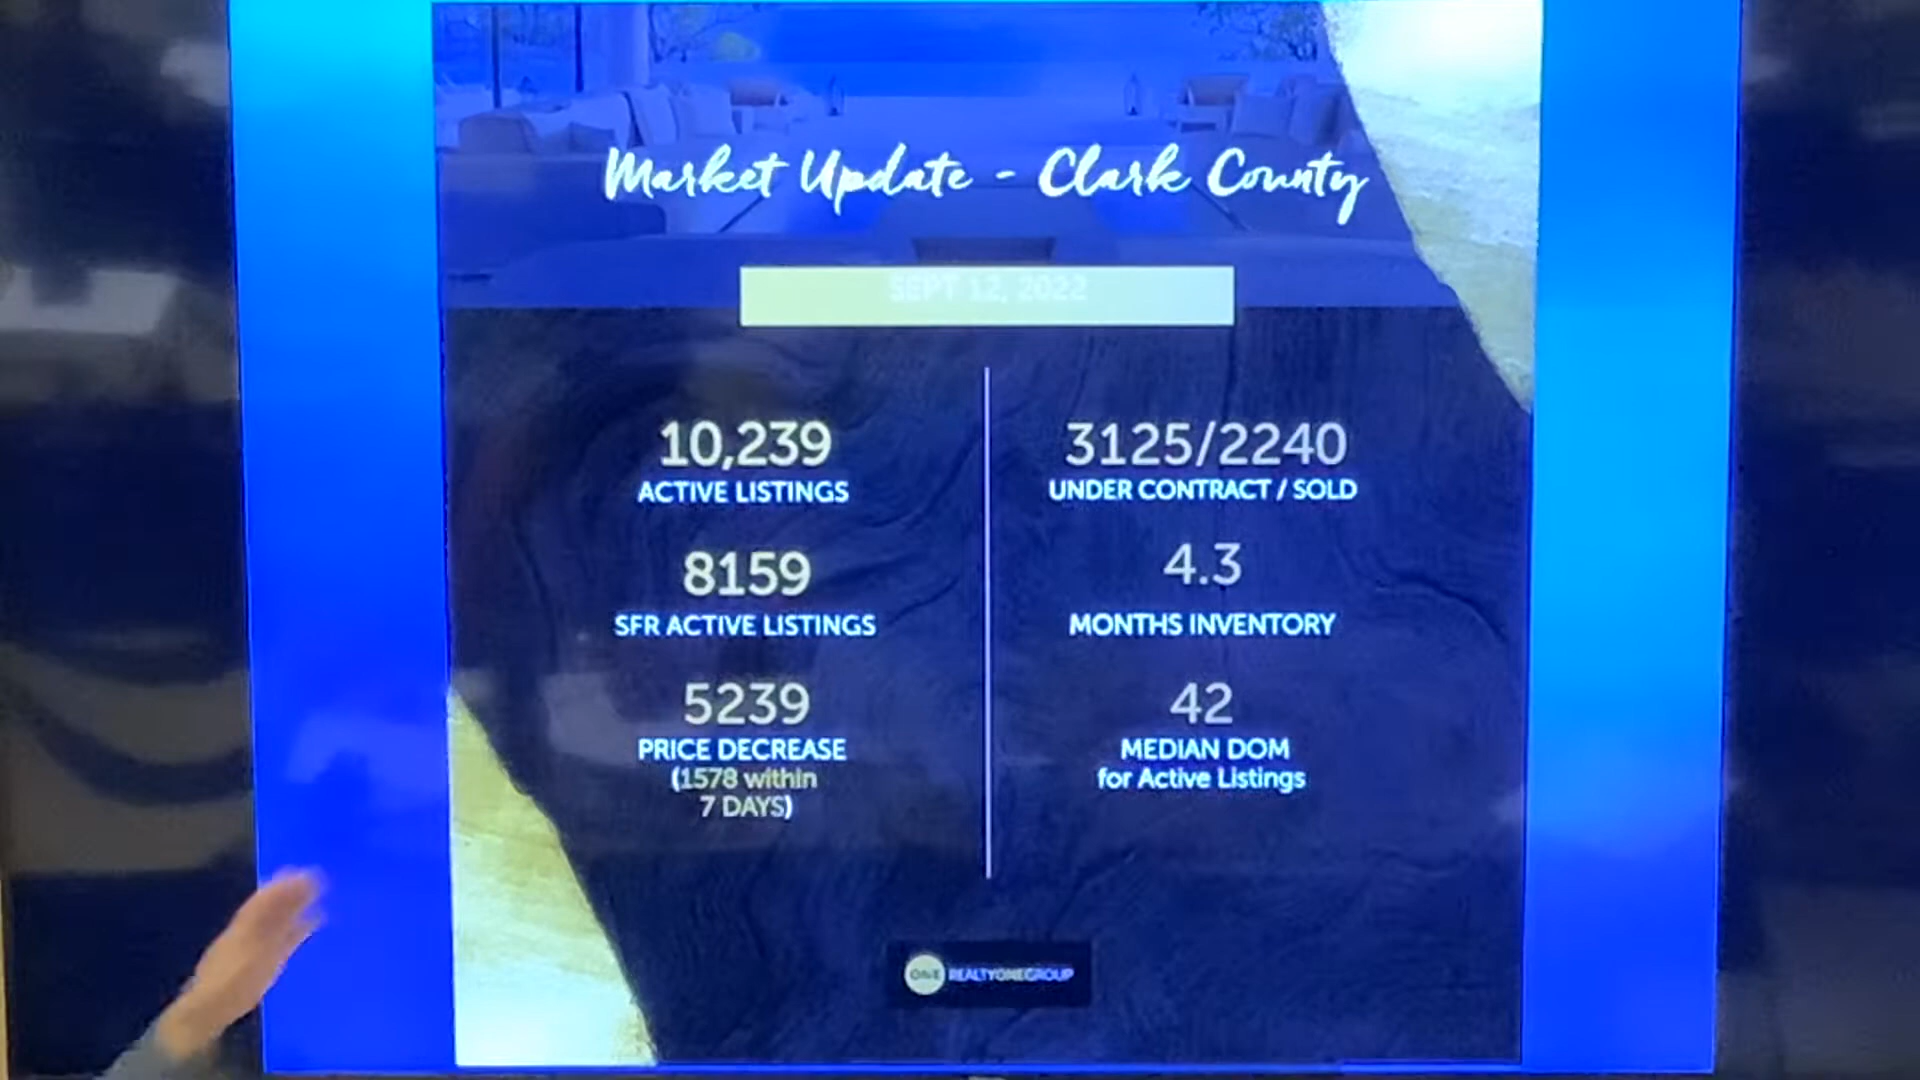 Market Update - Clark County
SEPT 12, 2022
10,239
ACTIVE LISTINGS
8159
SFR ACTIVE LISTINGS
5239
PRICE DECREASE
(1578 within
7 DAYS)
3125/2240
UNDER CONTRACT / SOLD
4.3
MONTHS INVENTORY
42
MEDIAN DOM
for Active Listings
ONE REALTYONEGROUP